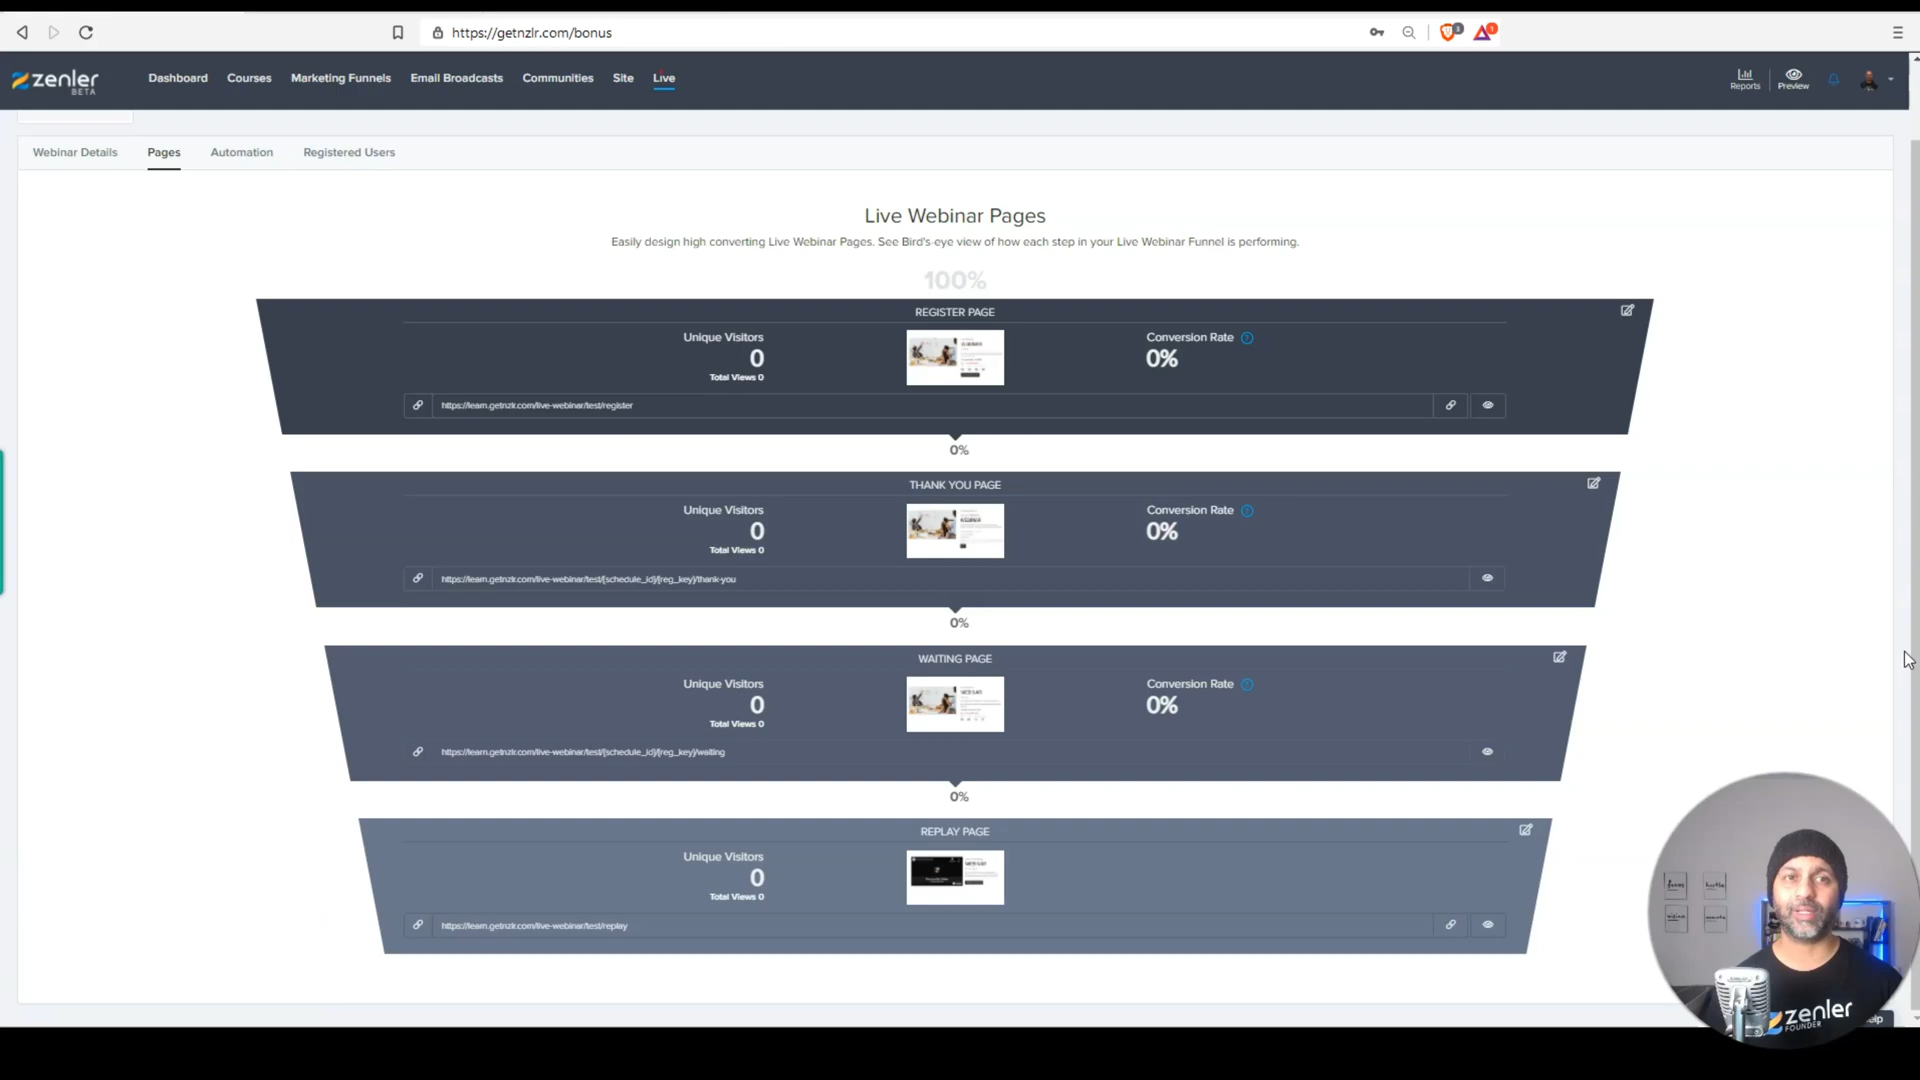 https://getnzlr.com/bonus
zenler
BETA
Dashboard
Courses
Marketing Funnels
Email Broadcasts
Communities
Site
Live
Reports
Preview
Webinar Details
Pages
Automation
Registered Users
Live Webinar Pages
Easily design high converting Live Webinar Pages. See Bird's-eye view of how each step in your Live Webinar Funnel is performing.
100%
REGISTER PAGE
Unique Visitors
0
Total Views 0
Conversion Rate
0%
https://learn.getnzlr.com/live-webinar/test/register
0%
THANK YOU PAGE
Unique Visitors
0
Total Views 0
Conversion Rate
0%
https://learn.getnzlr.com/live-webinar/test/[schedule_id]/[reg_key]/thank-you
0%
WAITING PAGE
Unique Visitors
0
Total Views 0
Conversion Rate
0%
https://learn.getnzlr.com/live-webinar/test/[schedule_id]/[reg_key]/waiting
0%
REPLAY PAGE
Unique Visitors
0
Total Views 0
https://learn.getnzlr.com/live-webinar/test/replay
zenler
FOUNDER